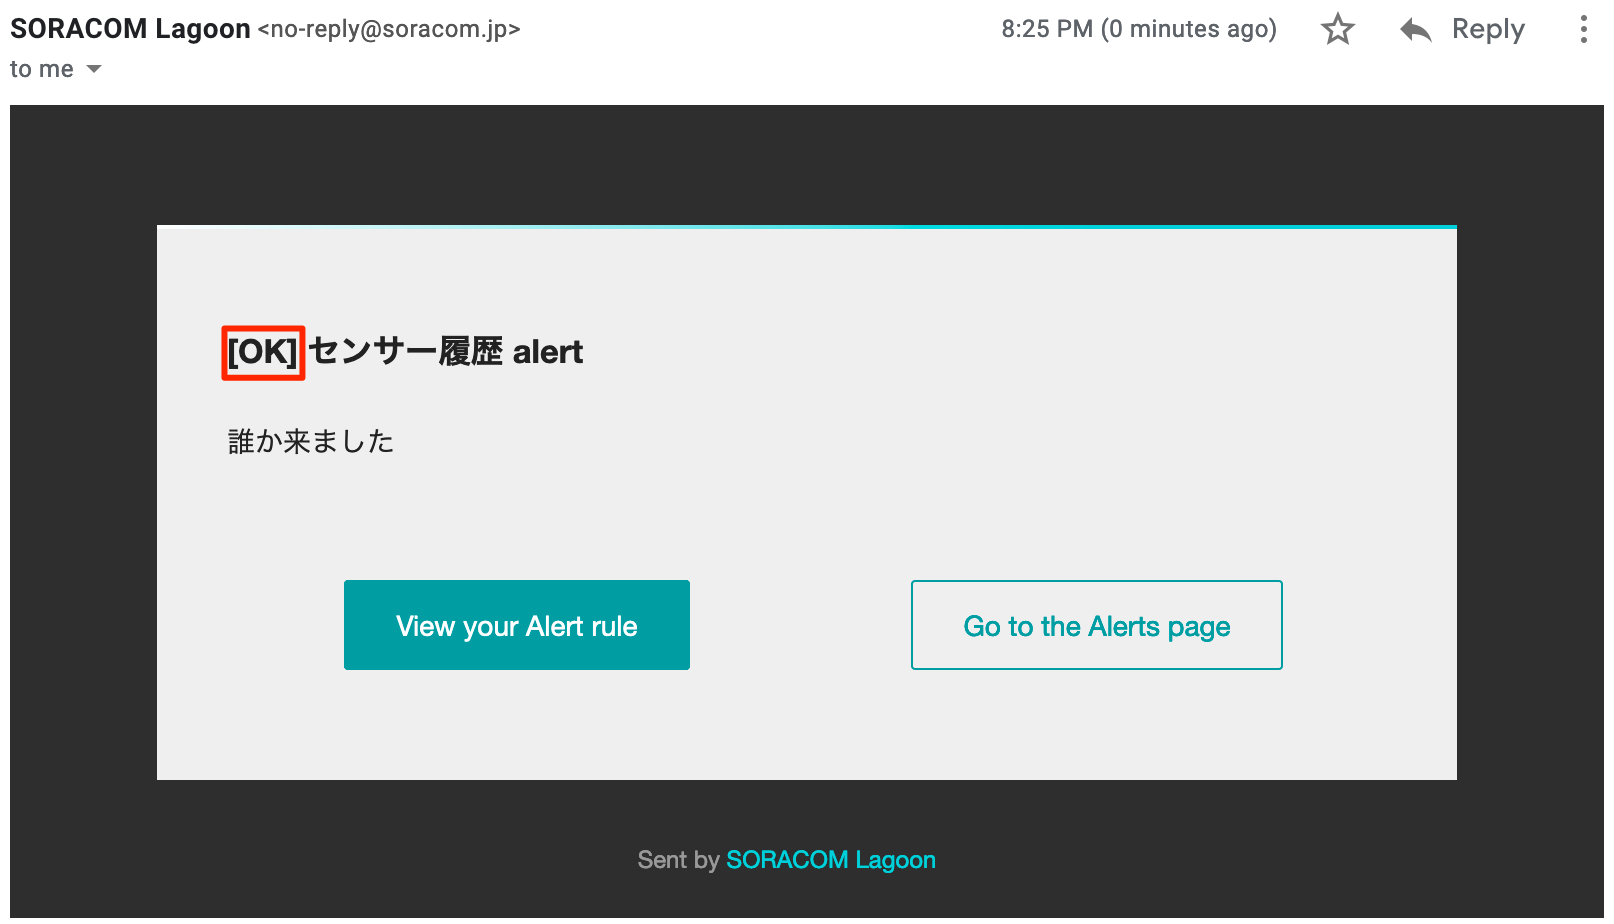 SORACOM Lagoon <no-reply@soracom.jp> 8:25 PM (0 minutes ago) Reply
to me
[OK] センサー履歴 alert
誰か来ました
View your Alert rule Go to the Alerts page
Sent by SORACOM Lagoon